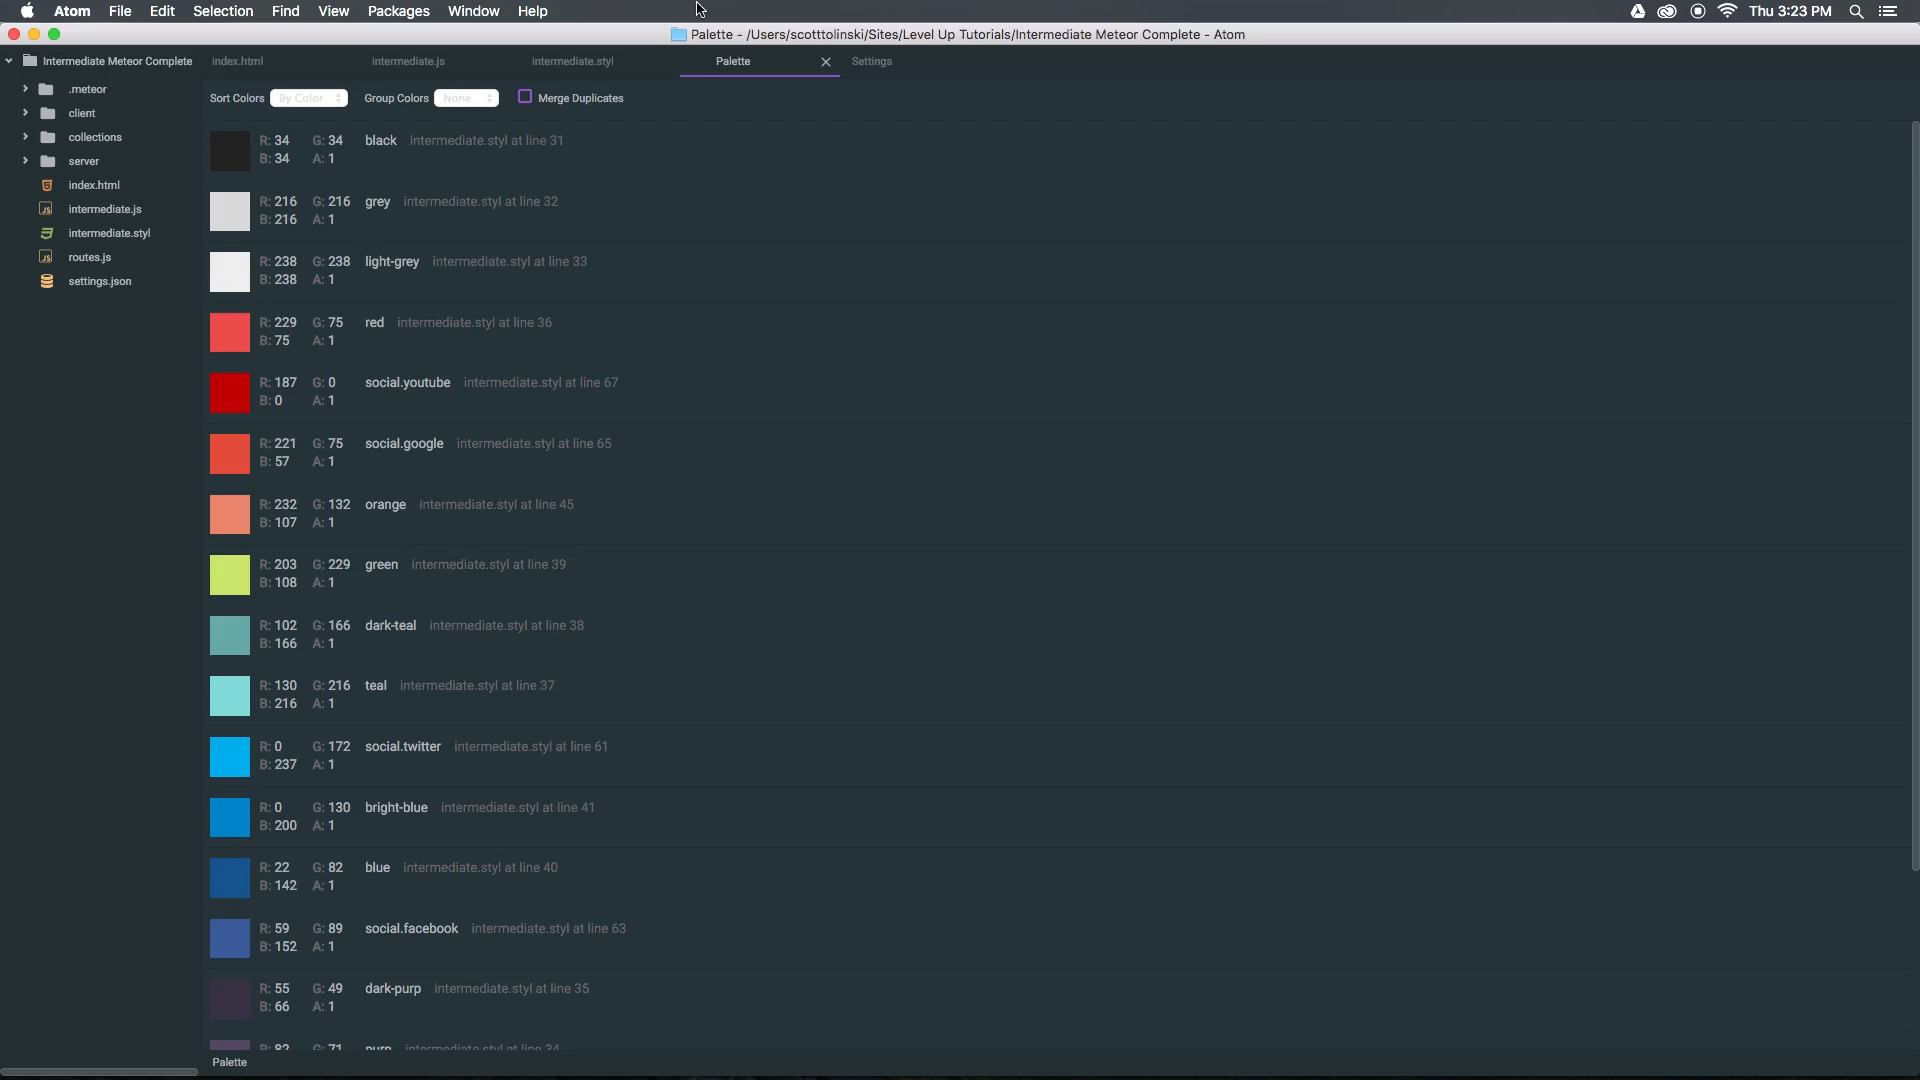 Atom File Edit Selection Find View Packages Window Help Thu 3:23 PM
Palette - /Users/scotttolinski/Sites/Level Up Tutorials/Intermediate Meteor Complete - Atom
Intermediate Meteor Complete
.meteor
client
collections
server
index.html
intermediate.js
intermediate.styl
routes.js
settings.json
index.html intermediate.js intermediate.styl Palette Settings
Sort Colors By Color Group Colors None Merge Duplicates
R: 34 G: 34 black intermediate.styl at line 31
B: 34 A: 1
R: 216 G: 216 grey intermediate.styl at line 32
B: 216 A: 1
R: 238 G: 238 light-grey intermediate.styl at line 33
B: 238 A: 1
R: 229 G: 75 red intermediate.styl at line 36
B: 75 A: 1
R: 187 G: 0 social.youtube intermediate.styl at line 67
B: 0 A: 1
R: 221 G: 75 social.google intermediate.styl at line 65
B: 57 A: 1
R: 232 G: 132 orange intermediate.styl at line 45
B: 107 A: 1
R: 203 G: 229 green intermediate.styl at line 39
B: 108 A: 1
R: 102 G: 166 dark-teal intermediate.styl at line 38
B: 166 A: 1
R: 130 G: 216 teal intermediate.styl at line 37
B: 216 A: 1
R: 0 G: 172 social.twitter intermediate.styl at line 61
B: 237 A: 1
R: 0 G: 130 bright-blue intermediate.styl at line 41
B: 200 A: 1
R: 22 G: 82 blue intermediate.styl at line 40
B: 142 A: 1
R: 59 G: 89 social.facebook intermediate.styl at line 63
B: 152 A: 1
R: 55 G: 49 dark-purp intermediate.styl at line 35
B: 66 A: 1
R: 82 G: 71 purp intermediate.styl at line 34
Palette